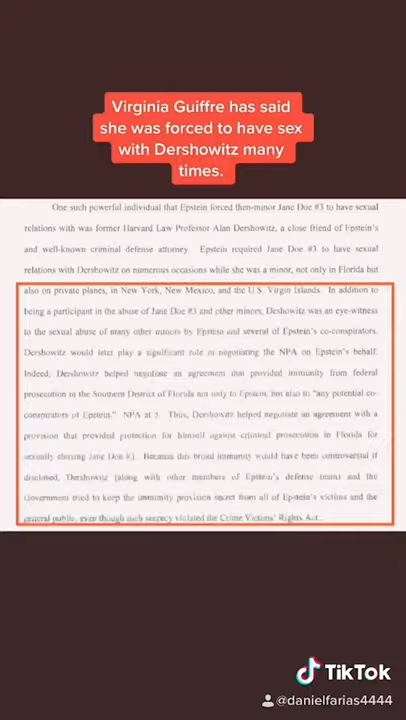 Virginia Guiffre has said
she was forced to have sex
with Dershowitz many
times.
One such powerful individual that Epstein forced then-minor Jane Doe #3 to have sexual
relations with was former Harvard Law Professor Alan Dershowitz, a close friend of Epstein's
and well-known criminal defense attorney. Epstein required Jane Doe #3 to have sexual
relations with Dershowitz on numerous occasions while she was a minor, not only in Florida but
also on private planes, in New York, New Mexico, and the U.S. Virgin Islands. In addition to
being a participant in the abuse of Jane Doe #3 and other minors, Deshowitz was an eye-witness
to the sexual abuse of many other minors by Epstein and several of Epstein's co-conspirators.
Dershowitz would later play a significant role in negotiating the NPA on Epstein's behalf.
Indeed, Dershowitz helped negotiate an agreement that provided immunity from federal
prosecution in the Southern District of Florida not only to Epstein, but also to "any potential co-
conspirators of Epstein." NPA at 5. Thus, Dershowitz helped negotiate an agreement with a
provision that provided protection for himself against criminal prosecution in Florida for
sexually abusing Jane Doe #3. Because this broad immunity would have been controversial if
disclosed, Dershowitz (along with other members of Epstein's defense team) and the
Government tried to keep the immunity provision secret from all of Epstein's victims and the
general public, even though such secrecy violated the Crime Victims' Rights Act.
TikTok
@danielfarias4444